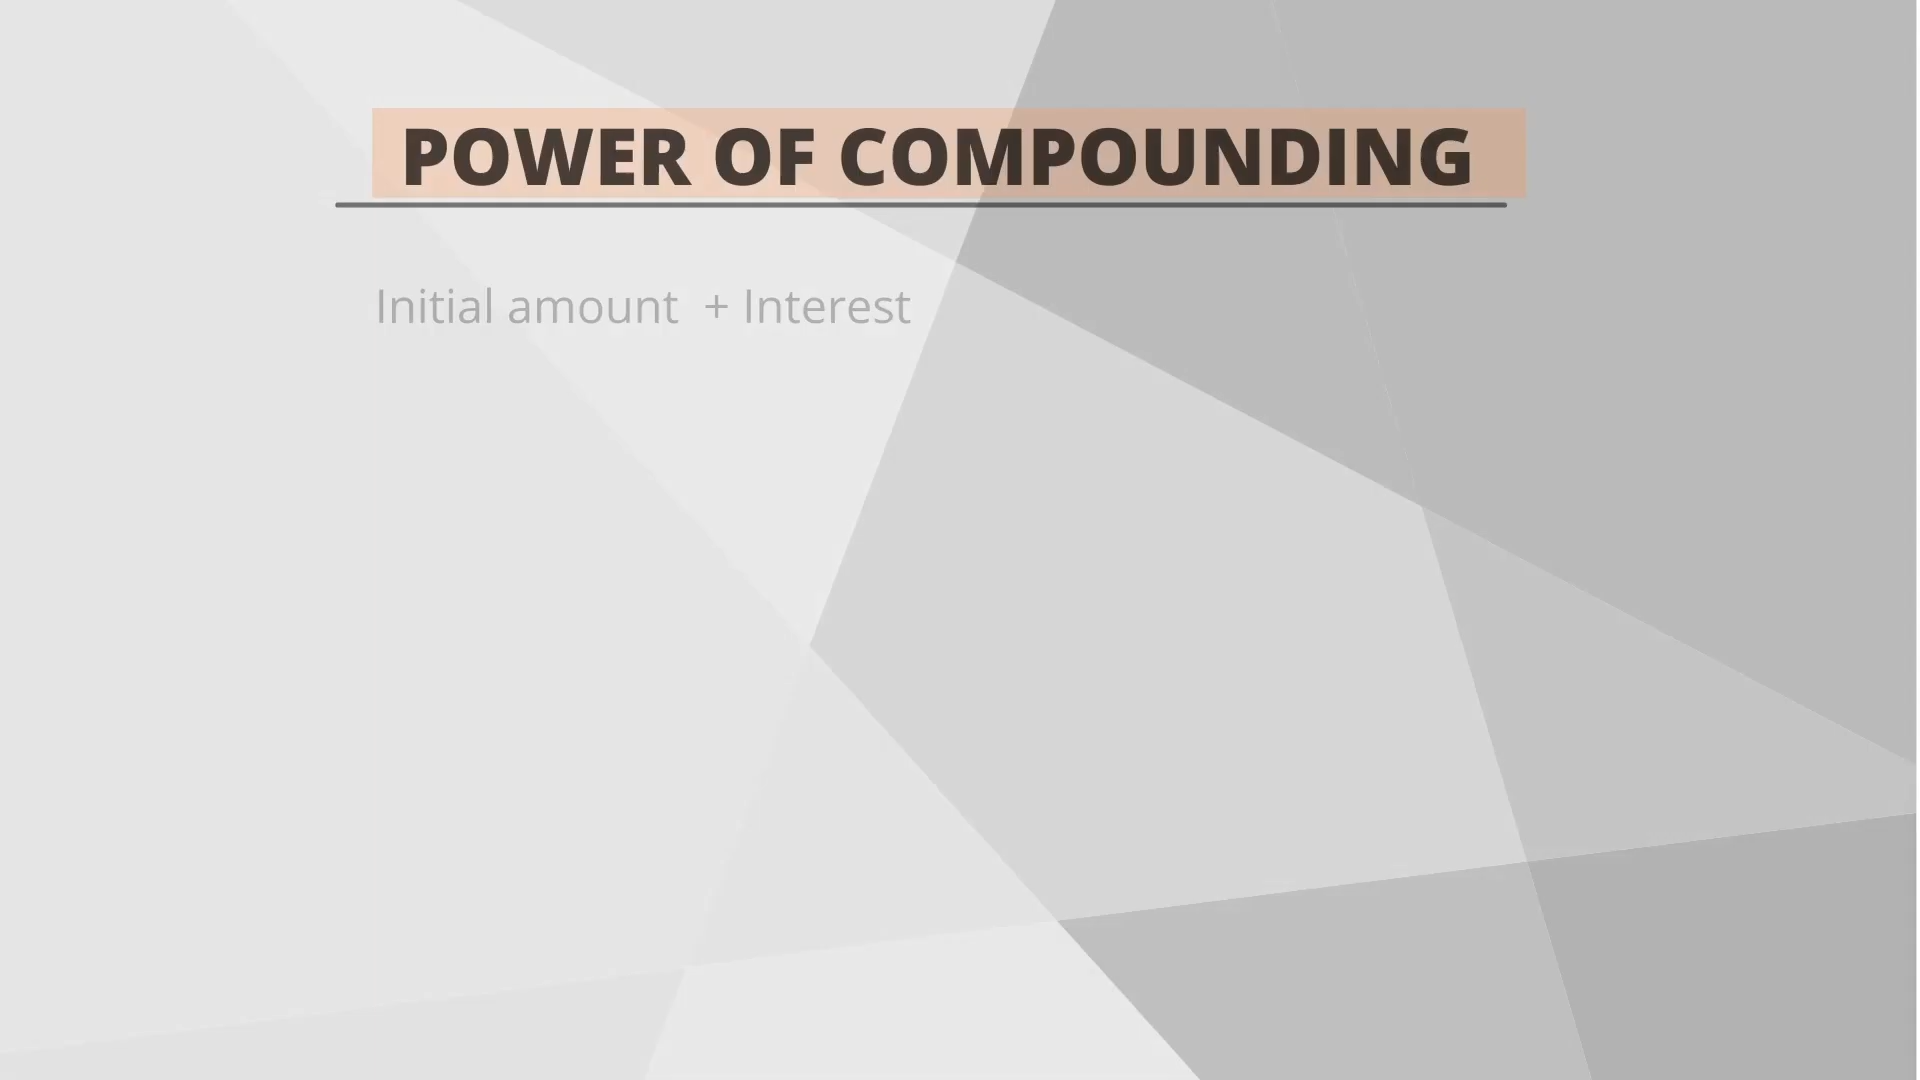 POWER OF COMPOUNDING
Initial amount + Interest